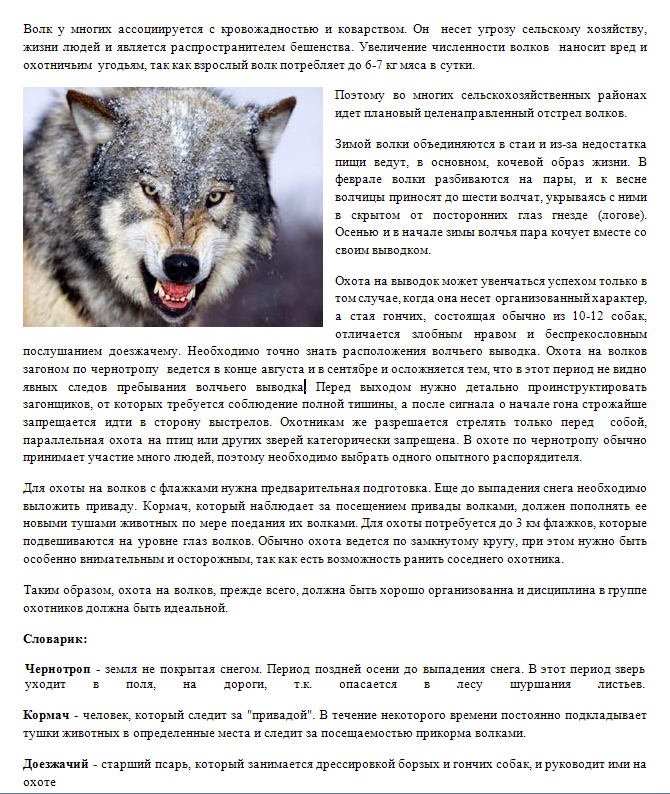 Волк у многих ассоциируется с кровожадностью и коварством. Он несет угрозу сельскому хозяйству,
жизни людей и является распространителем бешенства. Увеличение численности волков наносит вред и
охотничьим угодьям, так как взрослый волк потребляет до 6-7 кг мяса в сутки.
Поэтому во многих сельскохозяйственных районах
идет плановый целенаправленный отстрел волков.
Зимой волки объединяются в стаи и из-за недостатка
пищи ведут, в основном, кочевой образ жизни. В
феврале волки разбиваются на пары, и к весне
волчицы приносят до шести волчат, укрываясь с ними
в скрытом от посторонних глаз гнезде (логове).
Осенью и в начале зимы волчья пара кочует вместе со
своим выводком.
Охота на выводок может увенчаться успехом только в
том случае, когда она несет организованный характер,
а стая гончих, состоящая обычно из 10-12 собак,
отличается злобным нравом и беспрекословным
послушанием доезжачему. Необходимо точно знать расположения волчьего выводка. Охота на волков
загоном по чернотропу ведется в конце августа и в сентябре и осложняется тем, что в этот период не видно
явных следов пребывания волчьего выводка. Перед выходом нужно детально проинструктировать
загонщиков, от которых требуется соблюдение полной тишины, а после сигнала о начале гона строжайше
запрещается идти в сторону выстрелов. Охотникам же разрешается стрелять только перед собой,
параллельная охота на птиц или других зверей категорически запрещена. В охоте по чернотропу обычно
принимает участие много людей, поэтому необходимо выбрать одного опытного распорядителя.
Для охоты на волков с флажками нужна предварительная подготовка. Еще до выпадения снега необходимо
выложить приваду. Кормач, который наблюдает за посещением привады волками, должен пополнять ее
новыми тушами животных по мере поедания их волками. Для охоты потребуется до 3 км флажков, которые
подвешиваются на уровне глаз волков. Обычно охота ведется по замкнутому кругу, при этом нужно быть
особенно внимательным и осторожным, так как есть возможность ранить соседнего охотника.
Таким образом, охота на волков, прежде всего, должна быть хорошо организованна и дисциплина в группе
охотников должна быть идеальной.
Словарик:
Чернотроп - земля не покрытая снегом. Период поздней осени до выпадения снега. В этот период зверь
уходит в поля, на дороги, т.к. опасается в лесу шуршания листьев.
Кормач - человек, который следит за "привадой". В течение некоторого времени постоянно подкладывает
тушки животных в определенные места и следит за посещаемостью прикорма волками.
Доезжачий - старший псарь, который занимается дрессировкой борзых и гончих собак, и руководит ими на
охоте